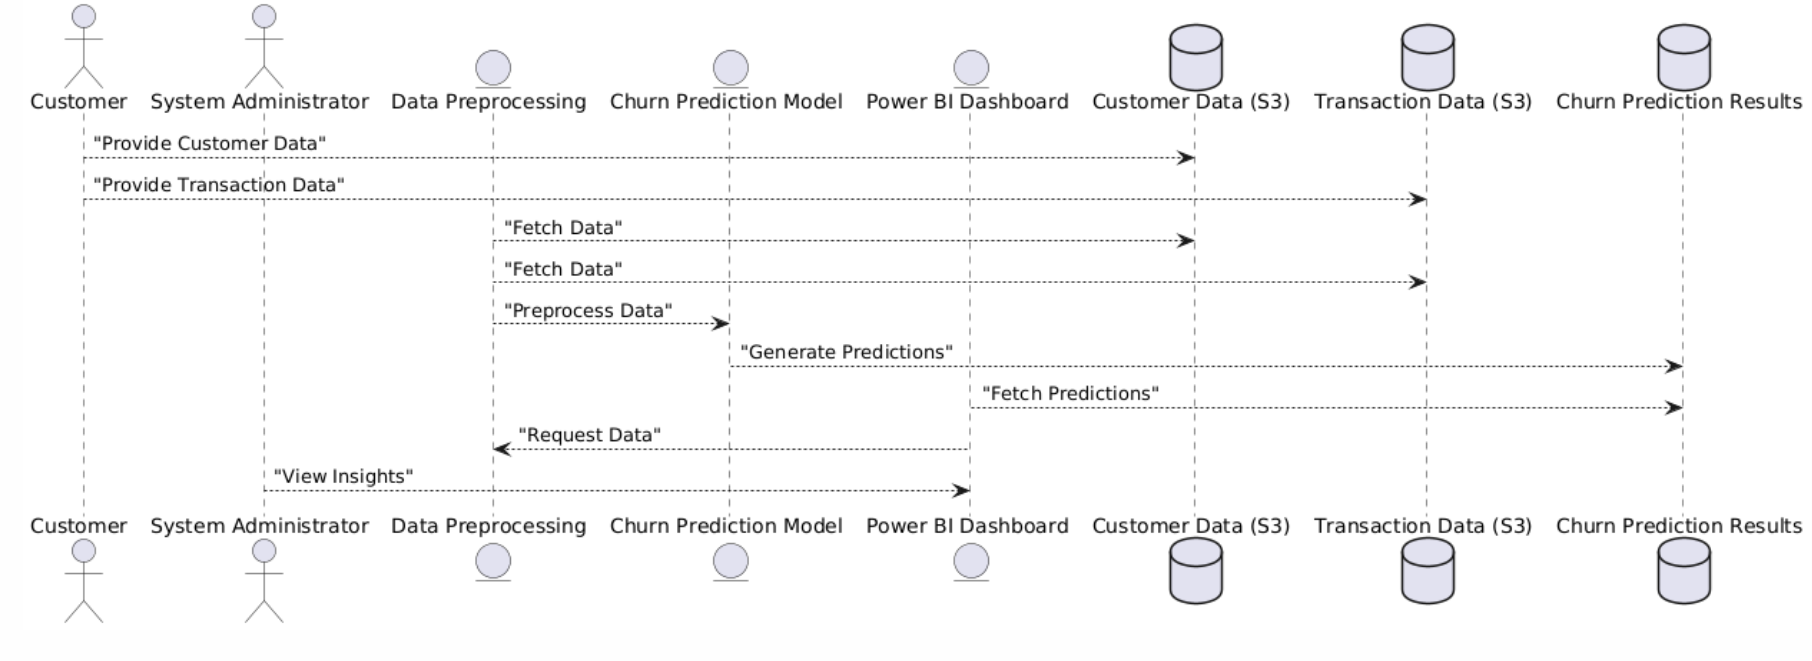 Customer System Administrator Data Preprocessing Churn Prediction Model Power BI Dashboard Customer Data (S3) Transaction Data (S3) Churn Prediction Results
"Provide Customer Data"
"Provide Transaction Data"
"Fetch Data"
"Fetch Data"
"Preprocess Data"
"Generate Predictions"
"Fetch Predictions"
"Request Data"
"View Insights"
Customer System Administrator Data Preprocessing Churn Prediction Model Power BI Dashboard Customer Data (S3) Transaction Data (S3) Churn Prediction Results